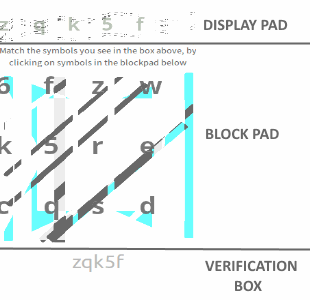 z q k 5 f DISPLAY PAD
Match the symbols you see in the box above, by
clicking on symbols in the blockpad below
6 f z w
k 5 r e BLOCK PAD
c d s d
zqk5f VERIFICATION
BOX